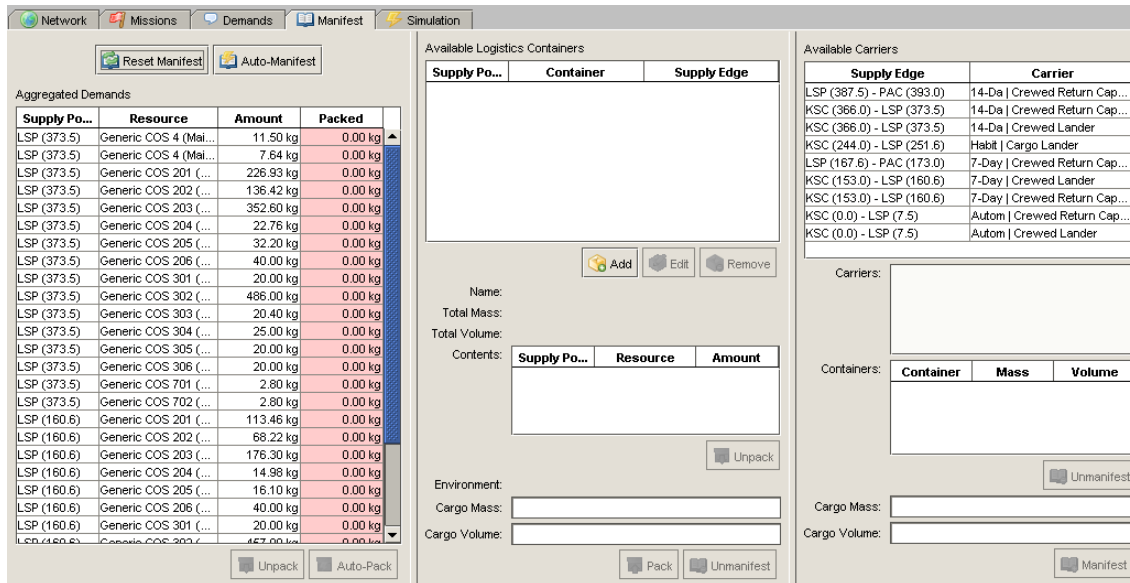 Network Missions Demands Manifest Simulation
Reset Manifest Auto-Manifest
Aggregated Demands
Supply Po... Resource Amount Packed
LSP (373.5) Generic COS 4 (Mai... 11.50 kg 0.00 kg
LSP (373.5) Generic COS 4 (Mai... 7.64 kg 0.00 kg
LSP (373.5) Generic COS 201 (... 226.93 kg 0.00 kg
LSP (373.5) Generic COS 202 (... 136.42 kg 0.00 kg
LSP (373.5) Generic COS 203 (... 352.60 kg 0.00 kg
LSP (373.5) Generic COS 204 (... 22.76 kg 0.00 kg
LSP (373.5) Generic COS 205 (... 32.20 kg 0.00 kg
LSP (373.5) Generic COS 206 (... 40.00 kg 0.00 kg
LSP (373.5) Generic COS 301 (... 20.00 kg 0.00 kg
LSP (373.5) Generic COS 302 (... 486.00 kg 0.00 kg
LSP (373.5) Generic COS 303 (... 20.40 kg 0.00 kg
LSP (373.5) Generic COS 304 (... 25.00 kg 0.00 kg
LSP (373.5) Generic COS 305 (... 20.00 kg 0.00 kg
LSP (373.5) Generic COS 306 (... 20.00 kg 0.00 kg
LSP (373.5) Generic COS 701 (... 2.80 kg 0.00 kg
LSP (373.5) Generic COS 702 (... 2.80 kg 0.00 kg
LSP (160.6) Generic COS 201 (... 113.46 kg 0.00 kg
LSP (160.6) Generic COS 202 (... 68.22 kg 0.00 kg
LSP (160.6) Generic COS 203 (... 176.30 kg 0.00 kg
LSP (160.6) Generic COS 204 (... 14.98 kg 0.00 kg
LSP (160.6) Generic COS 205 (... 16.10 kg 0.00 kg
LSP (160.6) Generic COS 206 (... 40.00 kg 0.00 kg
LSP (160.6) Generic COS 301 (... 20.00 kg 0.00 kg
Unpack Auto-Pack
Available Logistics Containers
Supply Po... Container Supply Edge
Add Edit Remove
Name:
Total Mass:
Total Volume:
Contents: Supply Po... Resource Amount
Unpack
Environment:
Cargo Mass:
Cargo Volume:
Pack Unmanifest
Available Carriers
Supply Edge Carrier
LSP (387.5) - PAC (393.0) 14-Da | Crewed Return Cap...
KSC (366.0) - LSP (373.5) 14-Da | Crewed Return Cap...
KSC (366.0) - LSP (373.5) 14-Da | Crewed Lander
KSC (244.0) - LSP (251.6) Habit | Cargo Lander
LSP (167.6) - PAC (173.0) 7-Day | Crewed Return Cap...
KSC (153.0) - LSP (160.6) 7-Day | Crewed Lander
KSC (153.0) - LSP (160.6) 7-Day | Crewed Return Cap...
KSC (0.0) - LSP (7.5) Autom | Crewed Return Cap...
KSC (0.0) - LSP (7.5) Autom | Crewed Lander
Carriers:
Containers: Container Mass Volume
Unmanifest
Cargo Mass:
Cargo Volume:
Manifest